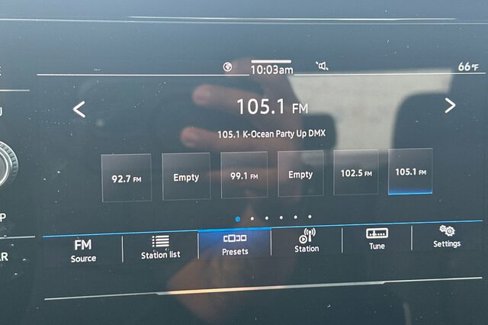 10:03am
66°F
105.1 FM
105.1 K-Ocean Party Up DMX
92.7 FM Empty 99.1 FM Empty 102.5 FM 105.1 FM
FM
Source Station list Presets Station Tune Settings